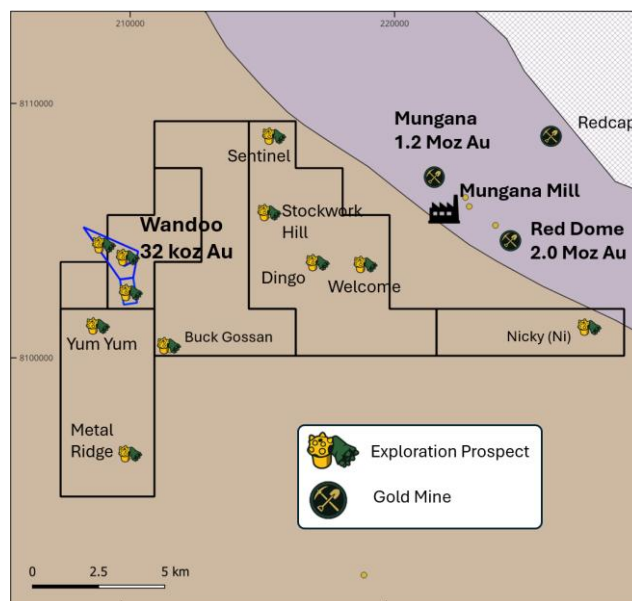 210000
220000
8110000
8100000
Mungana
1.2 Moz Au
Redcap
Sentinel
Mungana Mill
Wandoo
32 koz Au
Stockwork
Hill
Red Dome
2.0 Moz Au
Dingo
Welcome
Yum Yum
Buck Gossan
Nicky (Ni)
Metal
Ridge
Exploration Prospect
Gold Mine
0
2.5
5 km